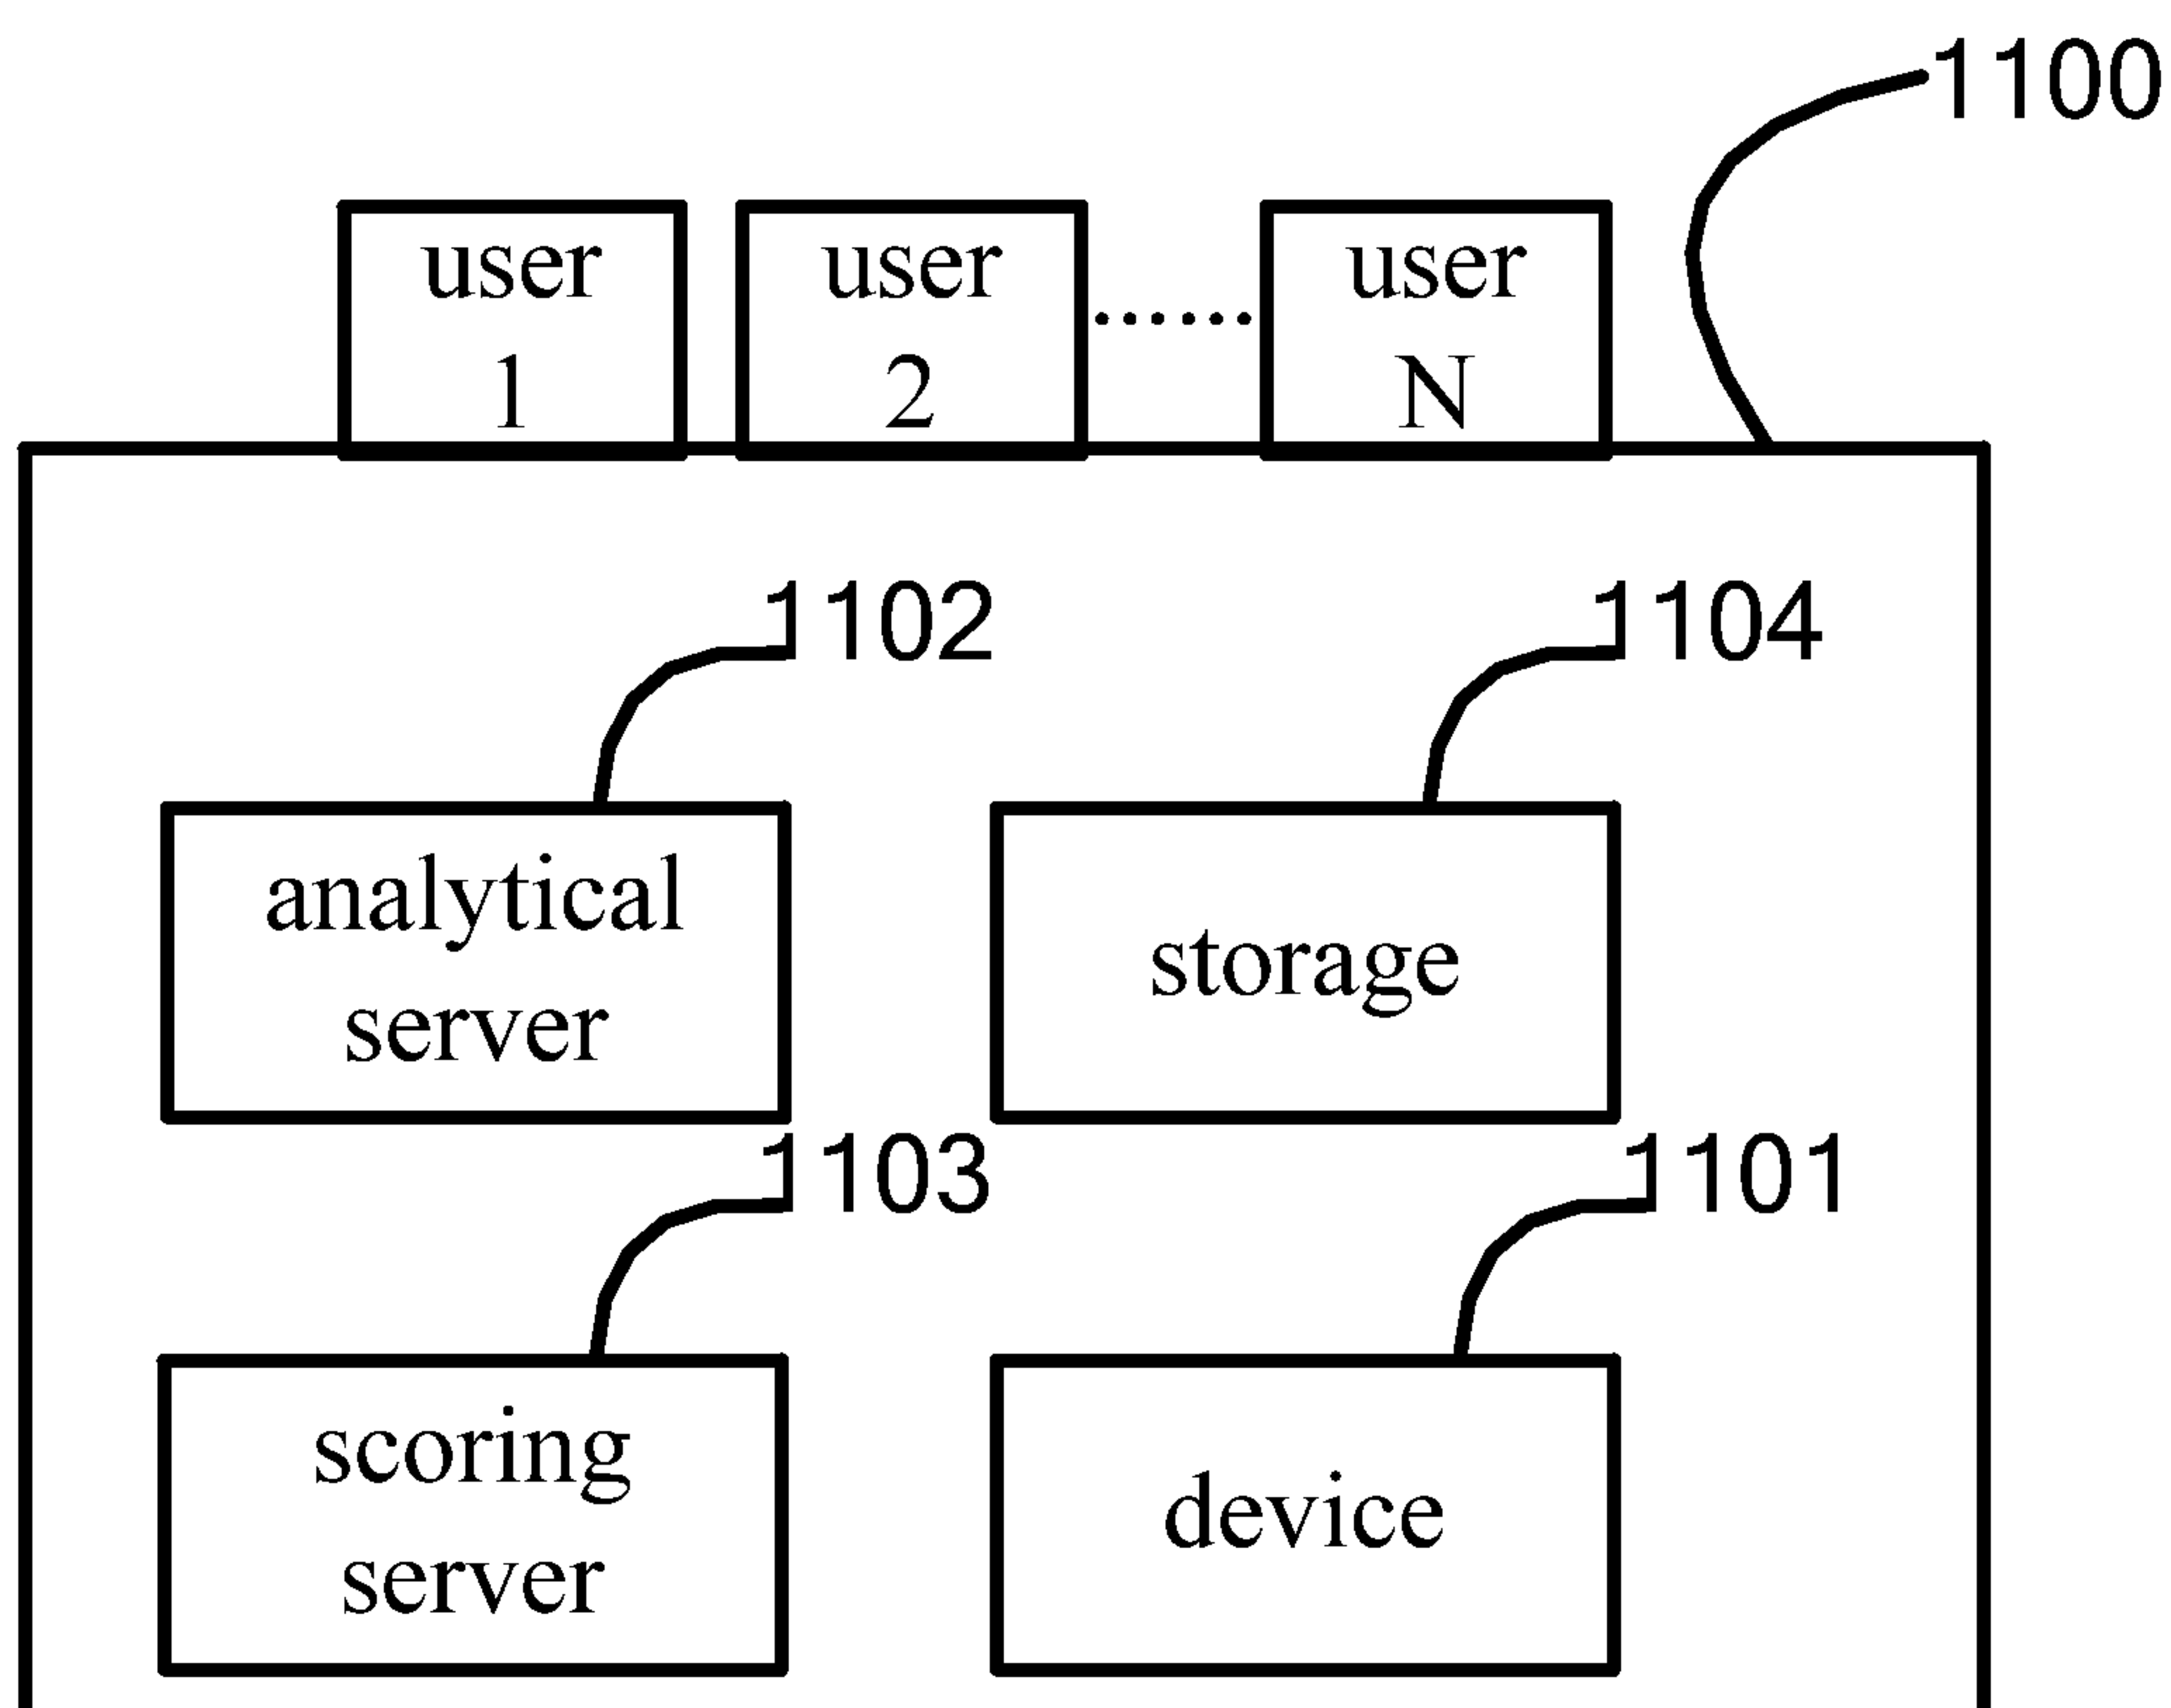 1100
user
1
user
2
......
user
N
1102
1104
analytical
server
storage
1103
1101
scoring
server
device